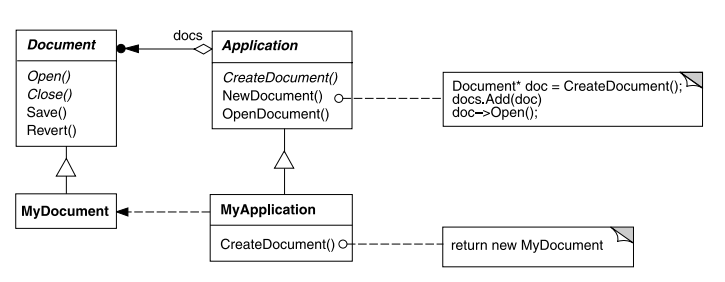 Document
docs
Application
Open()
Close()
Save()
Revert()
CreateDocument()
NewDocument()
OpenDocument()
Document* doc = CreateDocument();
docs.Add(doc)
doc->Open();
MyDocument
MyApplication
CreateDocument()
return new MyDocument